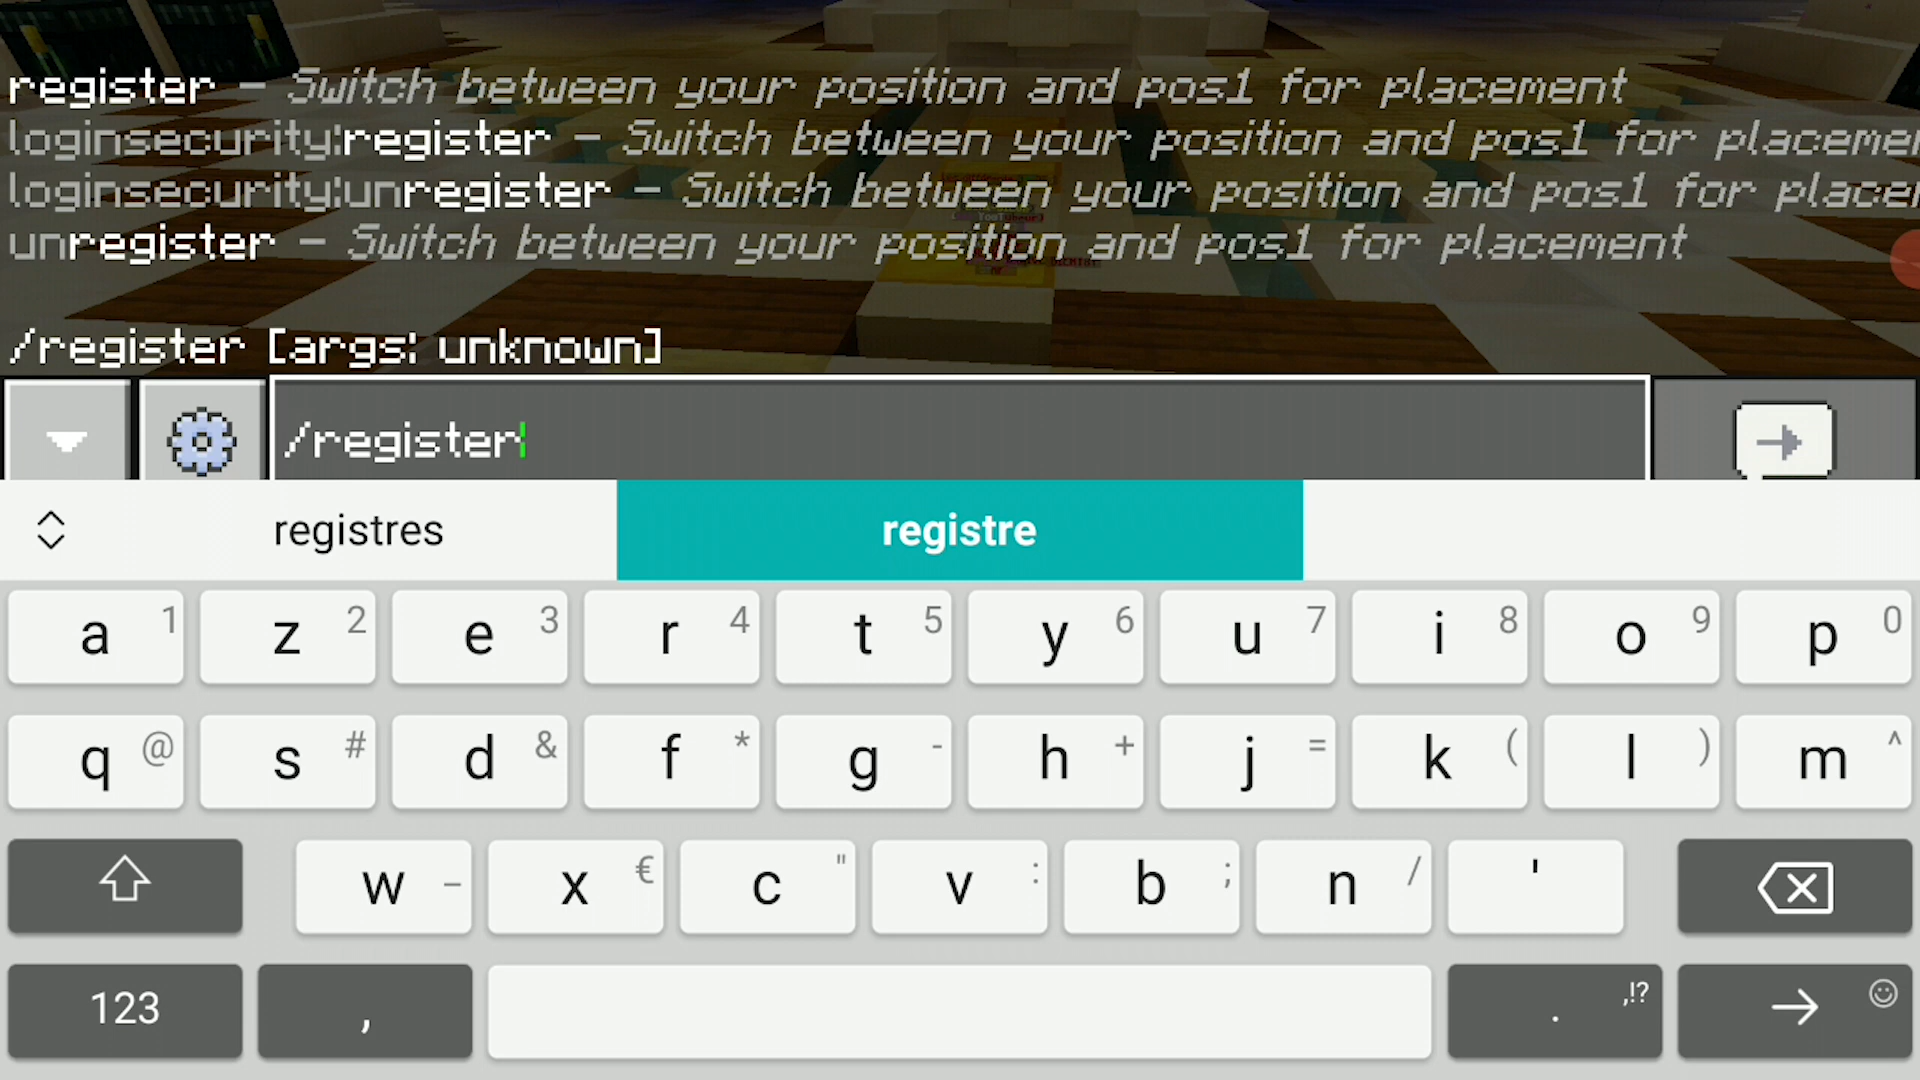 register - Switch between your position and pos1 for placement
loginsecurity:register - Switch between your position and pos1 for placemer
loginsecurity:unregister - Switch between your position and pos1 for placer
unregister - Switch between your position and pos1 for placement
/register [args: unknown]
/register
registres registre
a 1 z 2 e 3 r 4 t 5 y 6 u 7 i 8 o 9 p 0
q @ s # d & f * g - h + j = k ( l ) m ^
w _ x € c " v : b ; n / '
123 , . ,!?